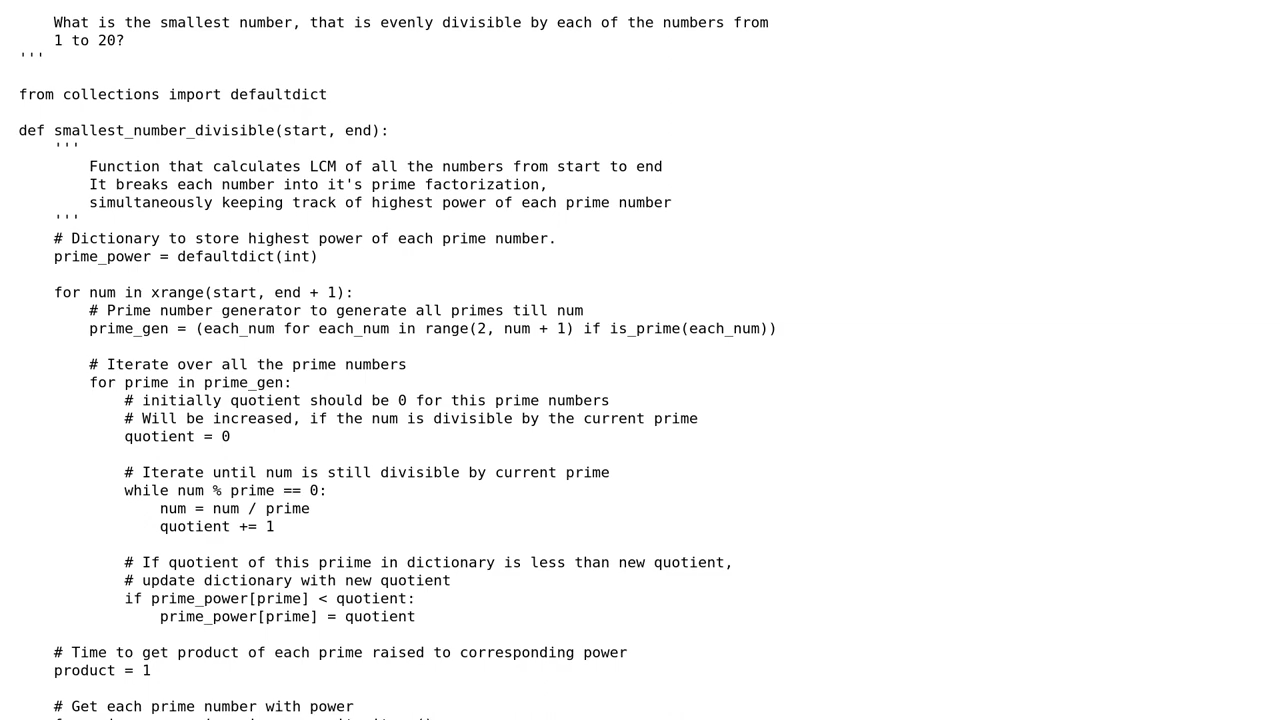 What is the smallest number, that is evenly divisible by each of the numbers from
    1 to 20?
'''

from collections import defaultdict

def smallest_number_divisible(start, end):
    '''
        Function that calculates LCM of all the numbers from start to end
        It breaks each number into it's prime factorization,
        simultaneously keeping track of highest power of each prime number
    '''
    # Dictionary to store highest power of each prime number.
    prime_power = defaultdict(int)

    for num in xrange(start, end + 1):
        # Prime number generator to generate all primes till num
        prime_gen = (each_num for each_num in range(2, num + 1) if is_prime(each_num))

        # Iterate over all the prime numbers
        for prime in prime_gen:
            # initially quotient should be 0 for this prime numbers
            # Will be increased, if the num is divisible by the current prime
            quotient = 0

            # Iterate until num is still divisible by current prime
            while num % prime == 0:
                num = num / prime
                quotient += 1

            # If quotient of this priime in dictionary is less than new quotient,
            # update dictionary with new quotient
            if prime_power[prime] < quotient:
                prime_power[prime] = quotient

    # Time to get product of each prime raised to corresponding power
    product = 1

    # Get each prime number with power